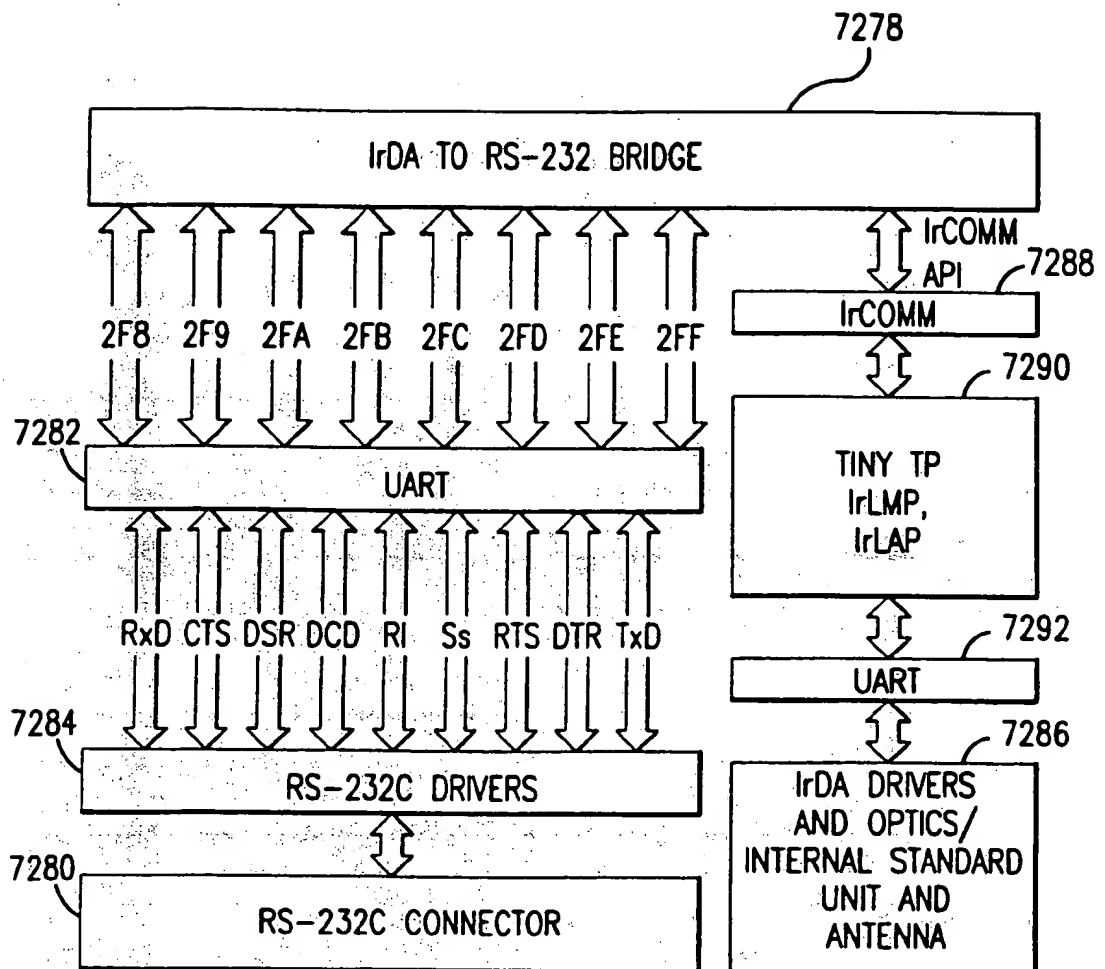 7278
IrDA TO RS-232 BRIDGE
IrCOMM
API
7288
IrCOMM
2F8 2F9 2FA 2FB 2FC 2FD 2FE 2FF
7290
7282
UART
TINY TP
IrLMP,
IrLAP
RxD CTS DSR DCD RI Ss RTS DTR TxD
7292
UART
7284
RS-232C DRIVERS
7286
IrDA DRIVERS
AND OPTICS/
INTERNAL STANDARD
UNIT AND
ANTENNA
7280
RS-232C CONNECTOR